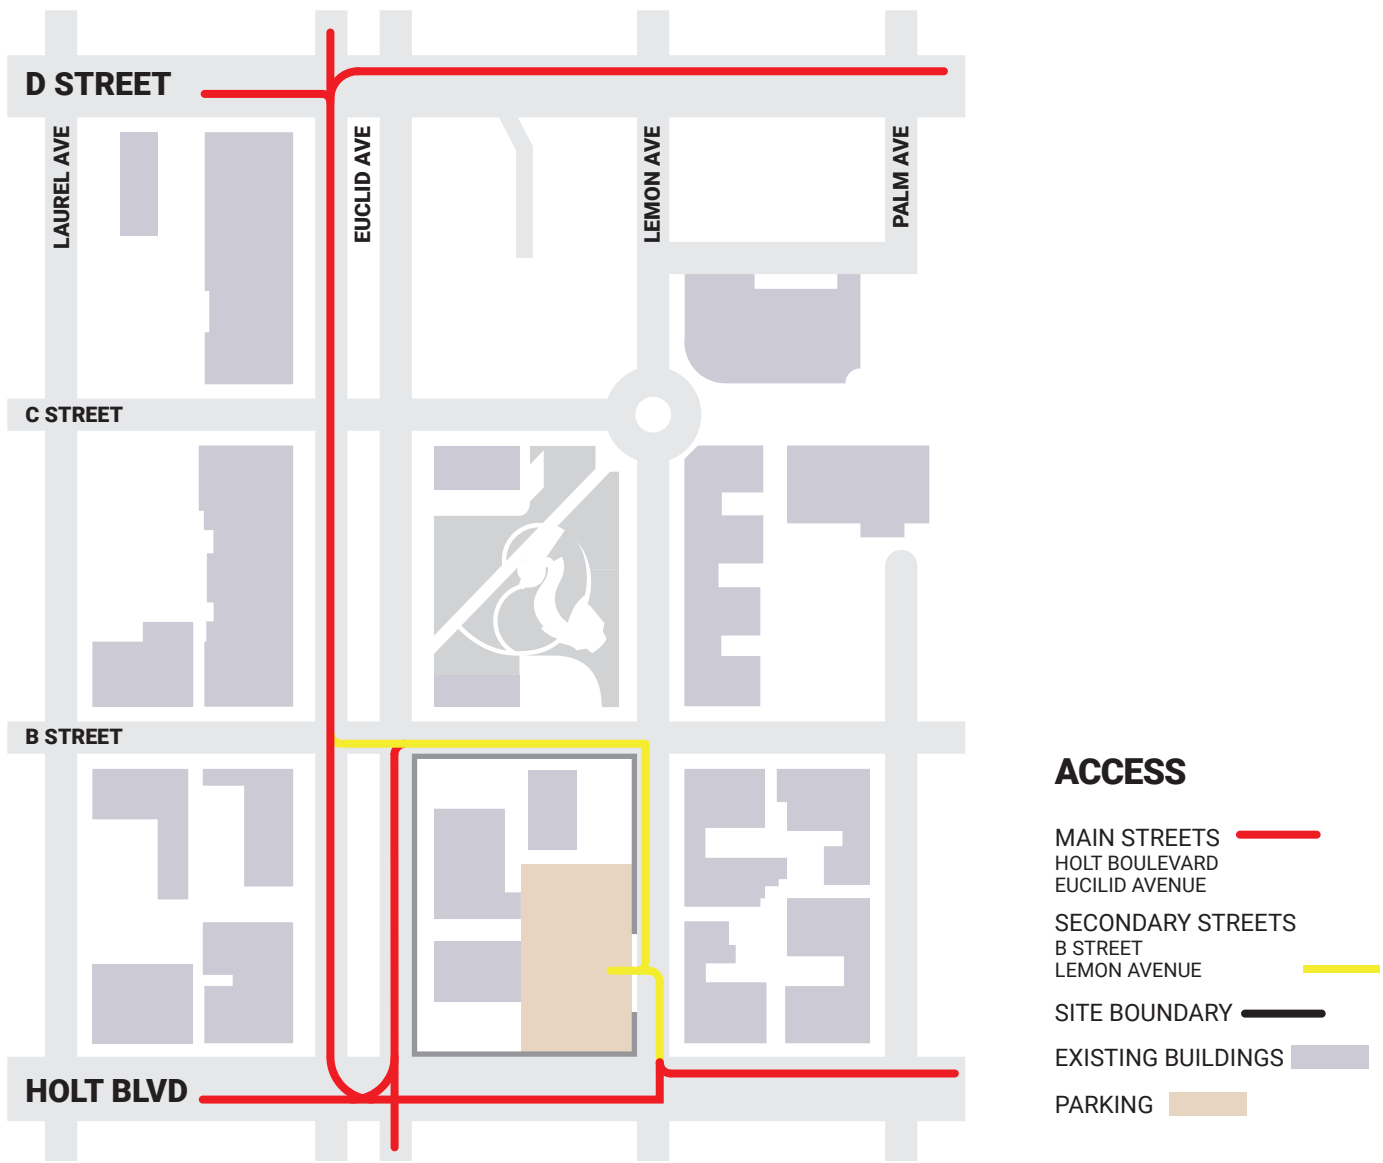 D STREET
LAUREL AVE
EUCLID AVE
LEMON AVE
PALM AVE
C STREET
B STREET
HOLT BLVD
ACCESS
MAIN STREETS
HOLT BOULEVARD
EUCILID AVENUE
SECONDARY STREETS
B STREET
LEMON AVENUE
SITE BOUNDARY
EXISTING BUILDINGS
PARKING